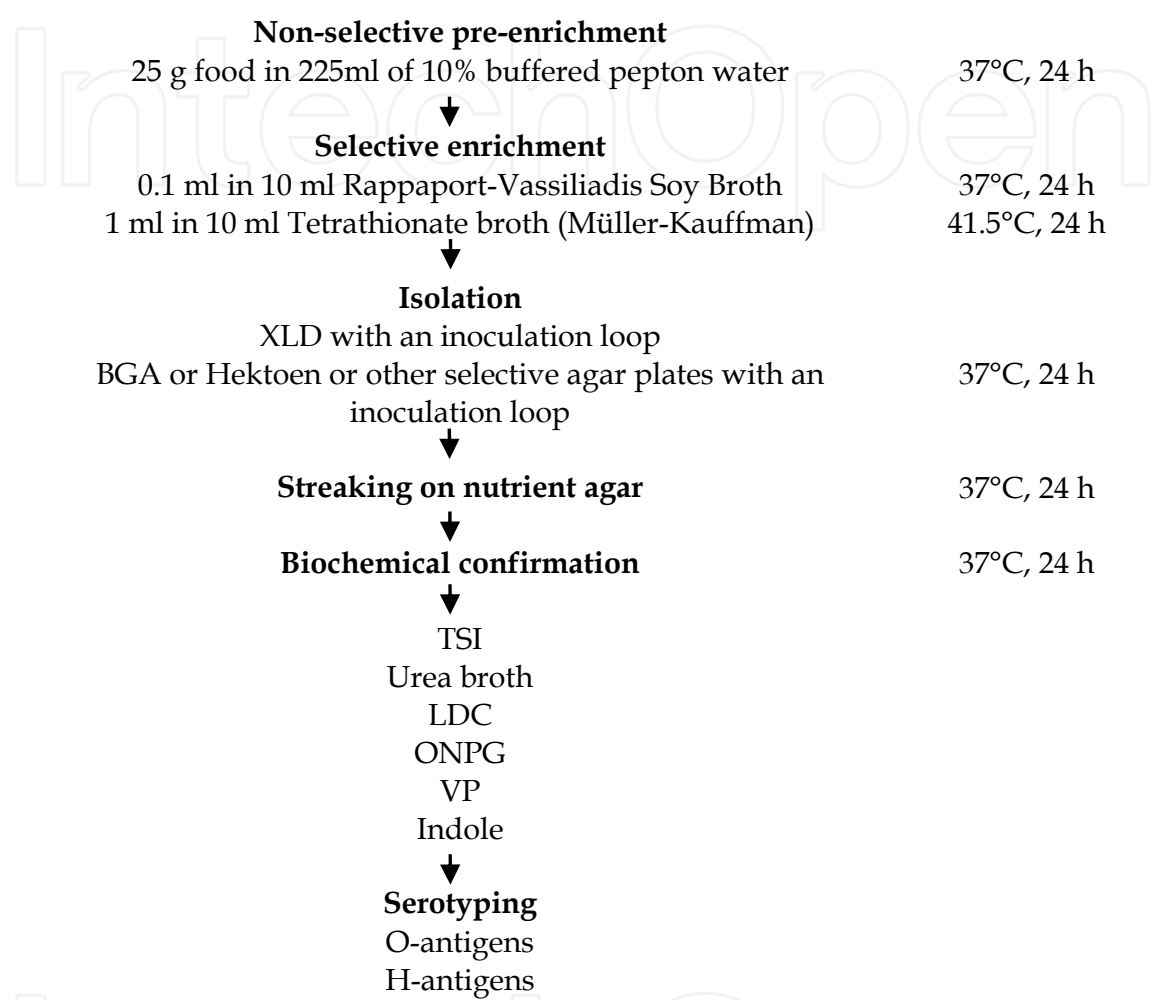 IntechOpen
Non-selective pre-enrichment
25 g food in 225ml of 10% buffered pepton water 37°C, 24 h
Selective enrichment
0.1 ml in 10 ml Rappaport-Vassiliadis Soy Broth 37°C, 24 h
1 ml in 10 ml Tetrathionate broth (Müller-Kauffman) 41.5°C, 24 h
Isolation
XLD with an inoculation loop
BGA or Hektoen or other selective agar plates with an 37°C, 24 h
inoculation loop
Streaking on nutrient agar 37°C, 24 h
Biochemical confirmation 37°C, 24 h
TSI
Urea broth
LDC
ONPG
VP
Indole
Serotyping
O-antigens
H-antigens